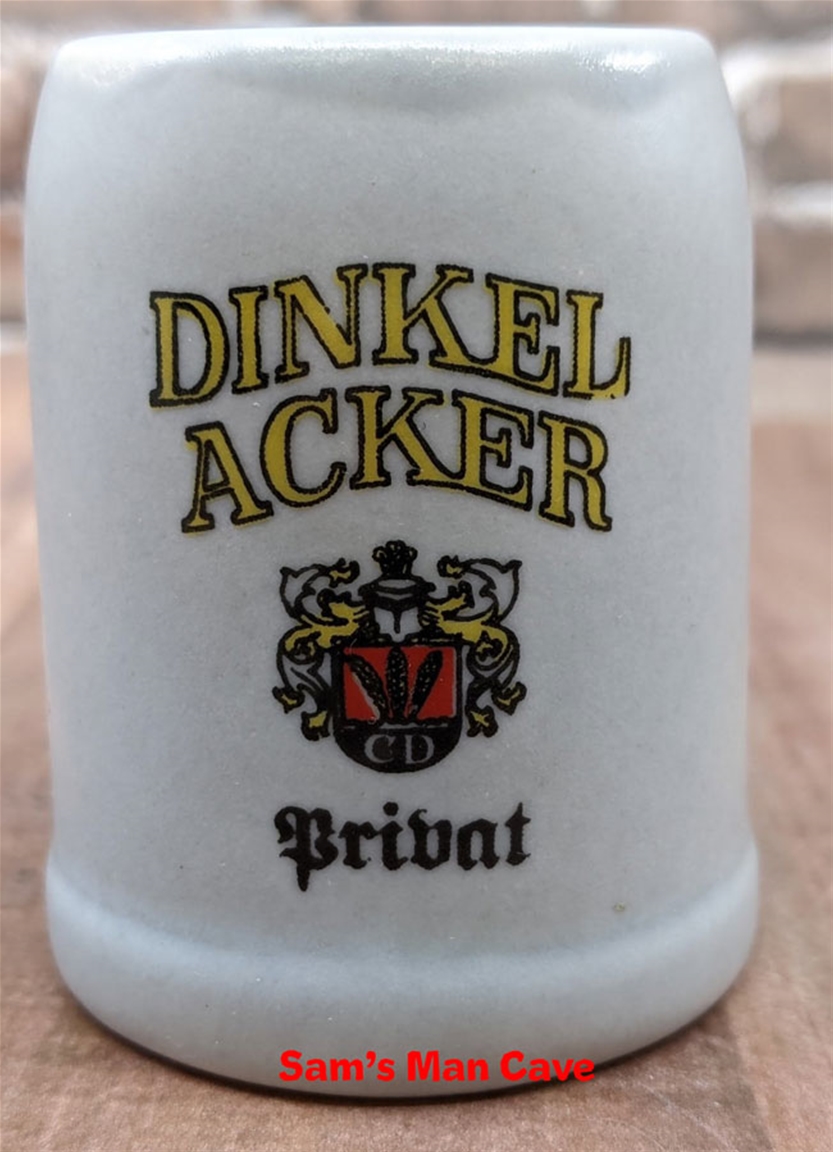 DINKEL
ACKER
CD
Privat
Sam's Man Cave